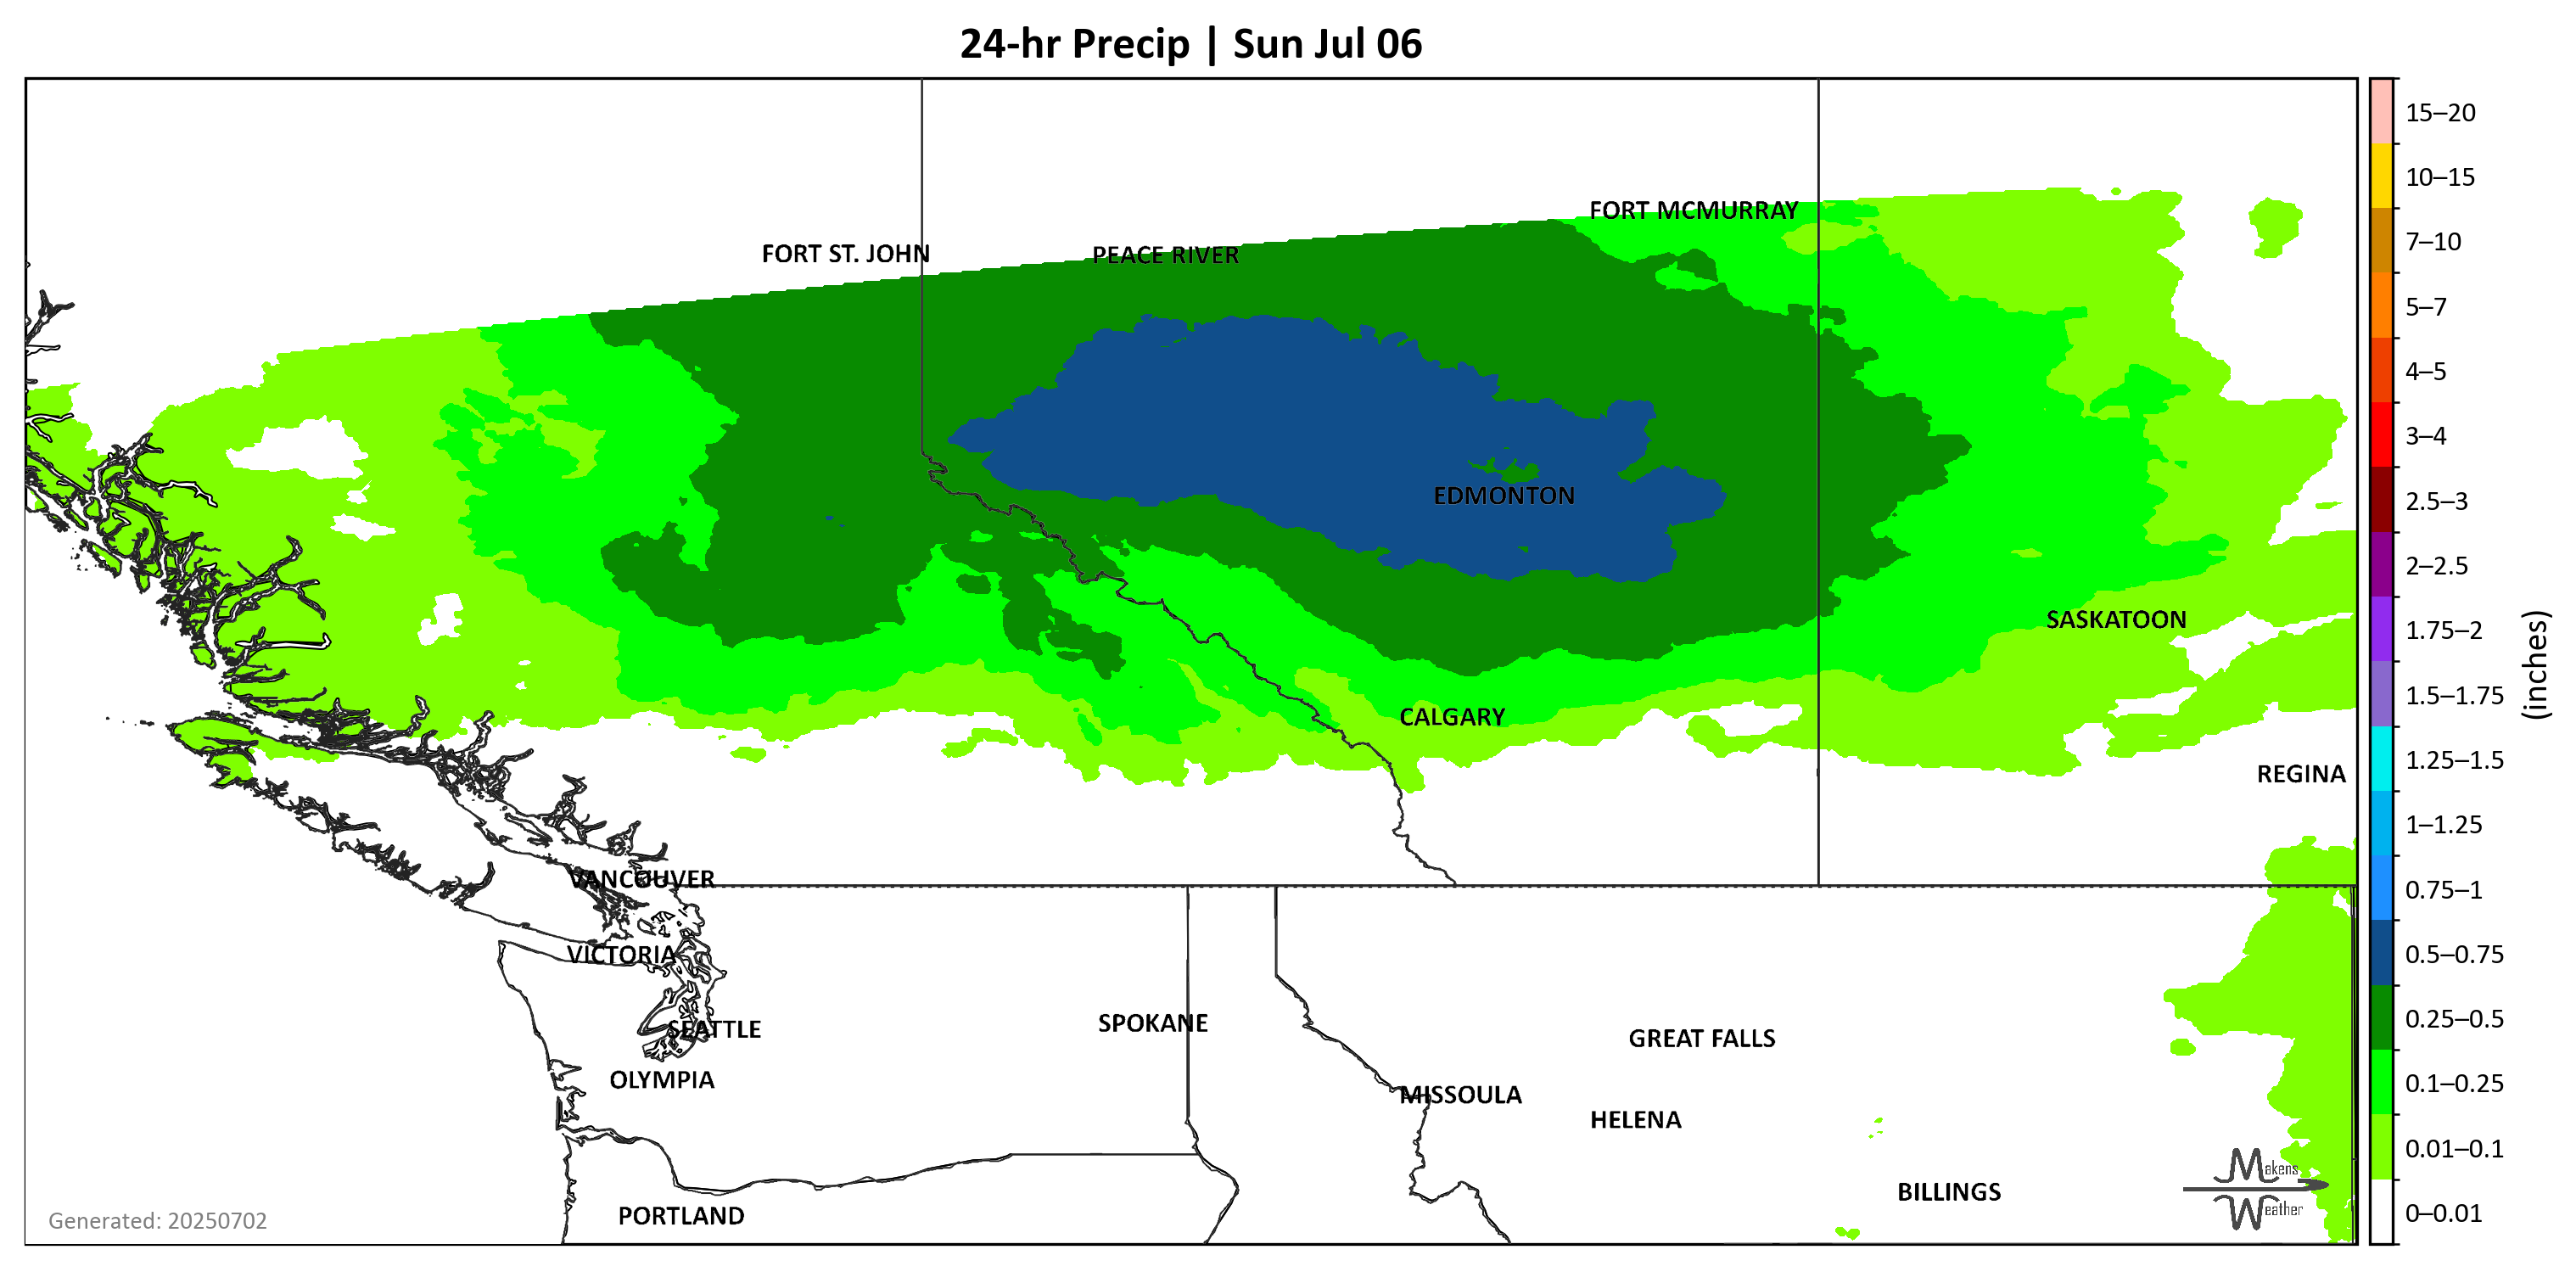 24-hr Precip | Sun Jul 06
FORT MCMURRAY
FORT ST. JOHN
PEACE RIVER
EDMONTON
SASKATOON
CALGARY
REGINA
VANCOUVER
VICTORIA
SEATTLE
SPOKANE
GREAT FALLS
OLYMPIA
MISSOULA
HELENA
BILLINGS
PORTLAND
Makens
Weather
Generated: 20250702
15–20
10–15
7–10
5–7
4–5
3–4
2.5–3
2–2.5
1.75–2
1.5–1.75
1.25–1.5
1–1.25
0.75–1
0.5–0.75
0.25–0.5
0.1–0.25
0.01–0.1
0–0.01
(inches)